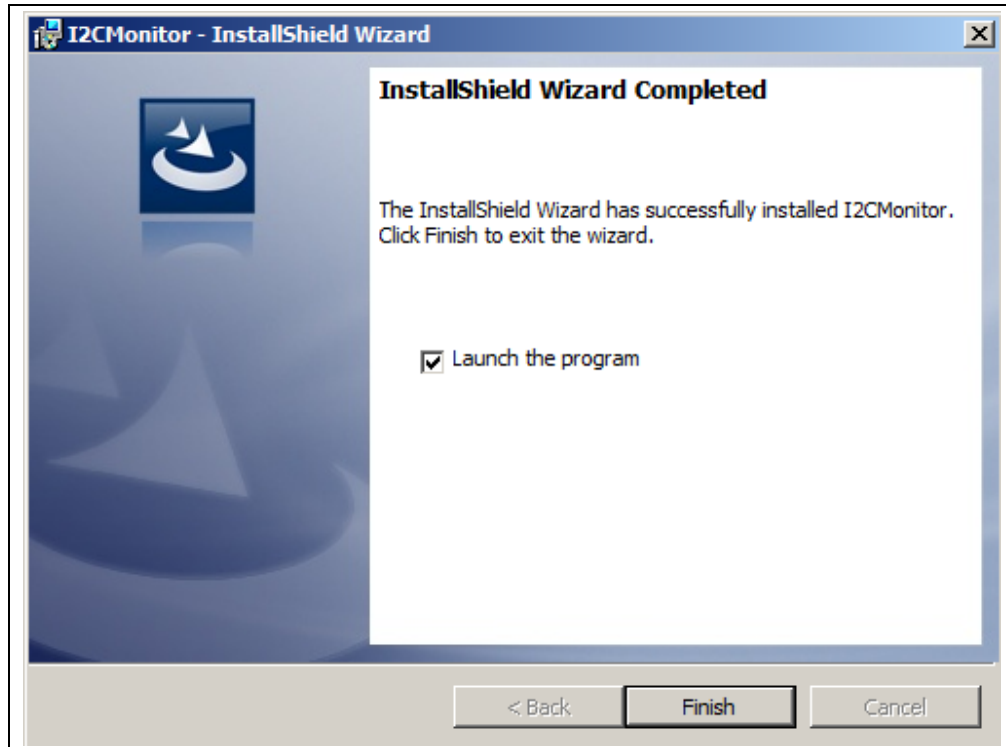 I2CMonitor - InstallShield Wizard
InstallShield Wizard Completed
The InstallShield Wizard has successfully installed I2CMonitor.
Click Finish to exit the wizard.
Launch the program
< Back
Finish
Cancel